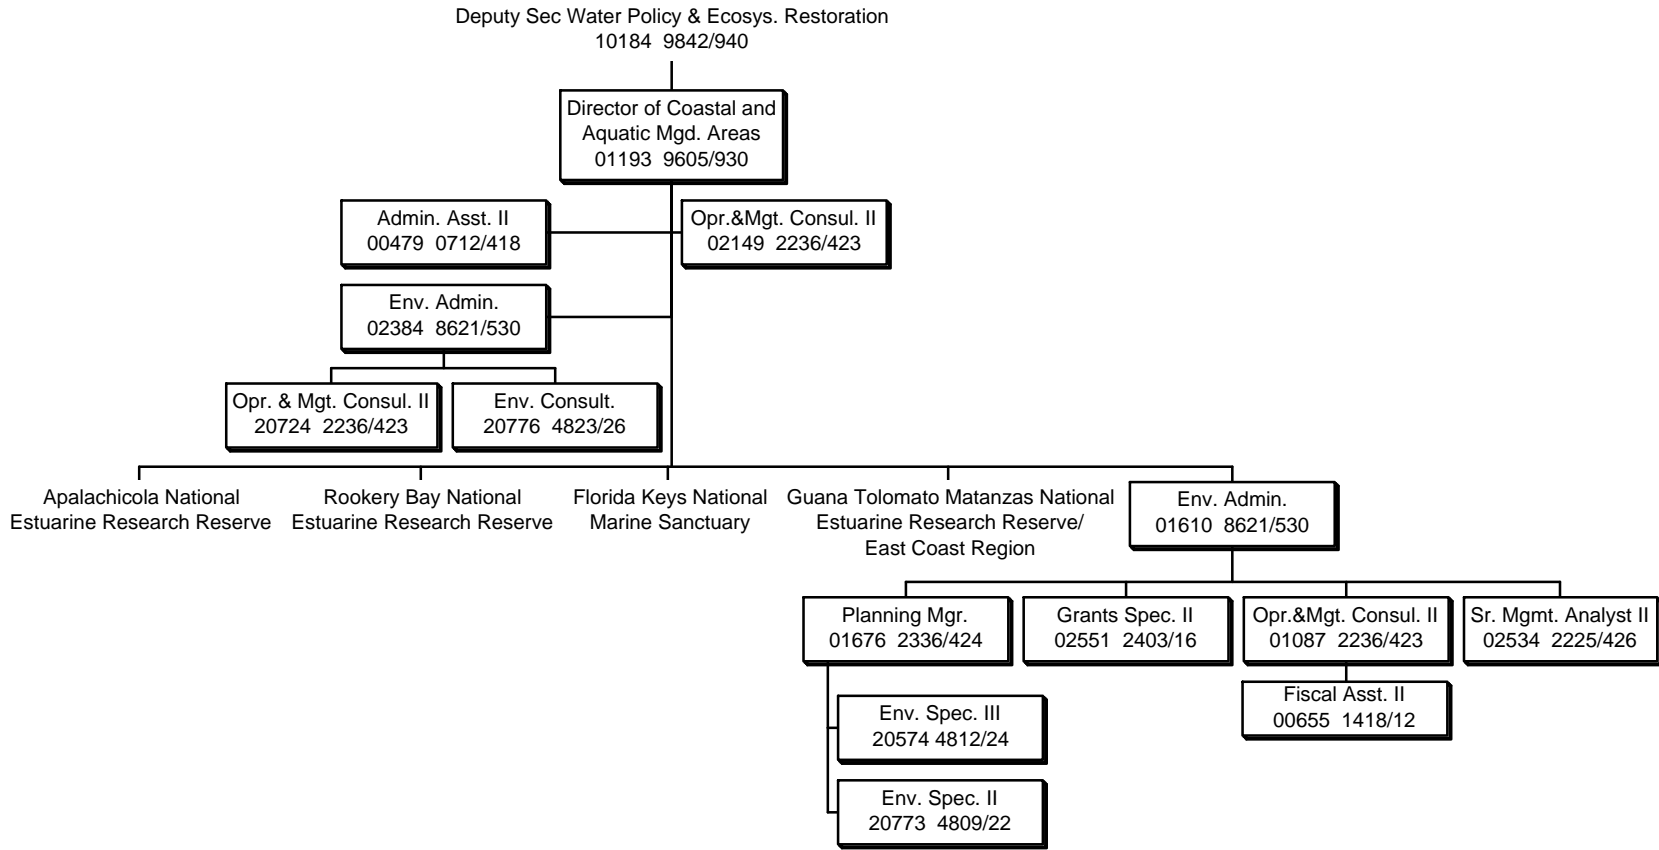 Deputy Sec Water Policy & Ecosys. Restoration
10184 9842/940
Director of Coastal and
Aquatic Mgd. Areas
01193 9605/930
Admin. Asst. II
00479 0712/418
Opr.&Mgt. Consul. II
02149 2236/423
Env. Admin.
02384 8621/530
Opr. & Mgt. Consul. II
20724 2236/423
Env. Consult.
20776 4823/26
Apalachicola National
Estuarine Research Reserve
Rookery Bay National
Estuarine Research Reserve
Florida Keys National
Marine Sanctuary
Guana Tolomato Matanzas National
Estuarine Research Reserve/
East Coast Region
Env. Admin.
01610 8621/530
Planning Mgr.
01676 2336/424
Grants Spec. II
02551 2403/16
Opr.&Mgt. Consul. II
01087 2236/423
Sr. Mgmt. Analyst II
02534 2225/426
Env. Spec. III
20574 4812/24
Fiscal Asst. II
00655 1418/12
Env. Spec. II
20773 4809/22